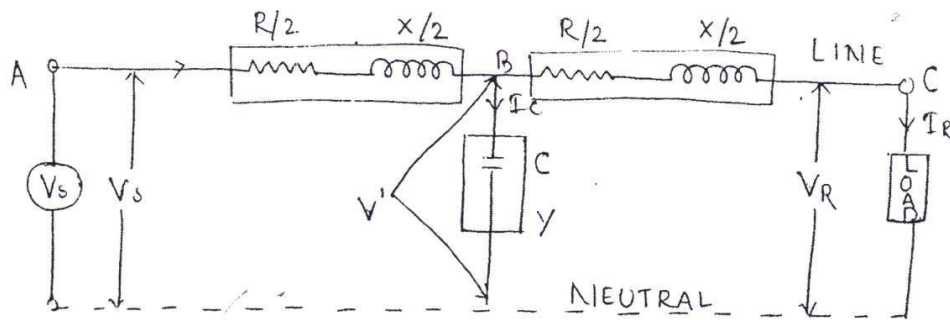 R/2 X/2 R/2 X/2 LINE
A B C
IC IR
Vs Vs V' C VR LOAD
Y
NEUTRAL